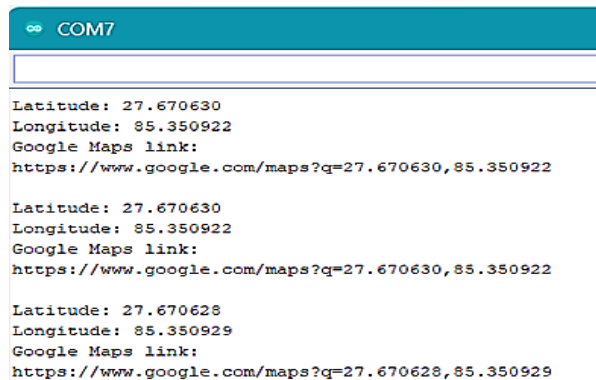 COM7
Latitude: 27.670630
Longitude: 85.350922
Google Maps link:
https://www.google.com/maps?q=27.670630,85.350922
Latitude: 27.670630
Longitude: 85.350922
Google Maps link:
https://www.google.com/maps?q=27.670630,85.350922
Latitude: 27.670628
Longitude: 85.350929
Google Maps link:
https://www.google.com/maps?q=27.670628,85.350929